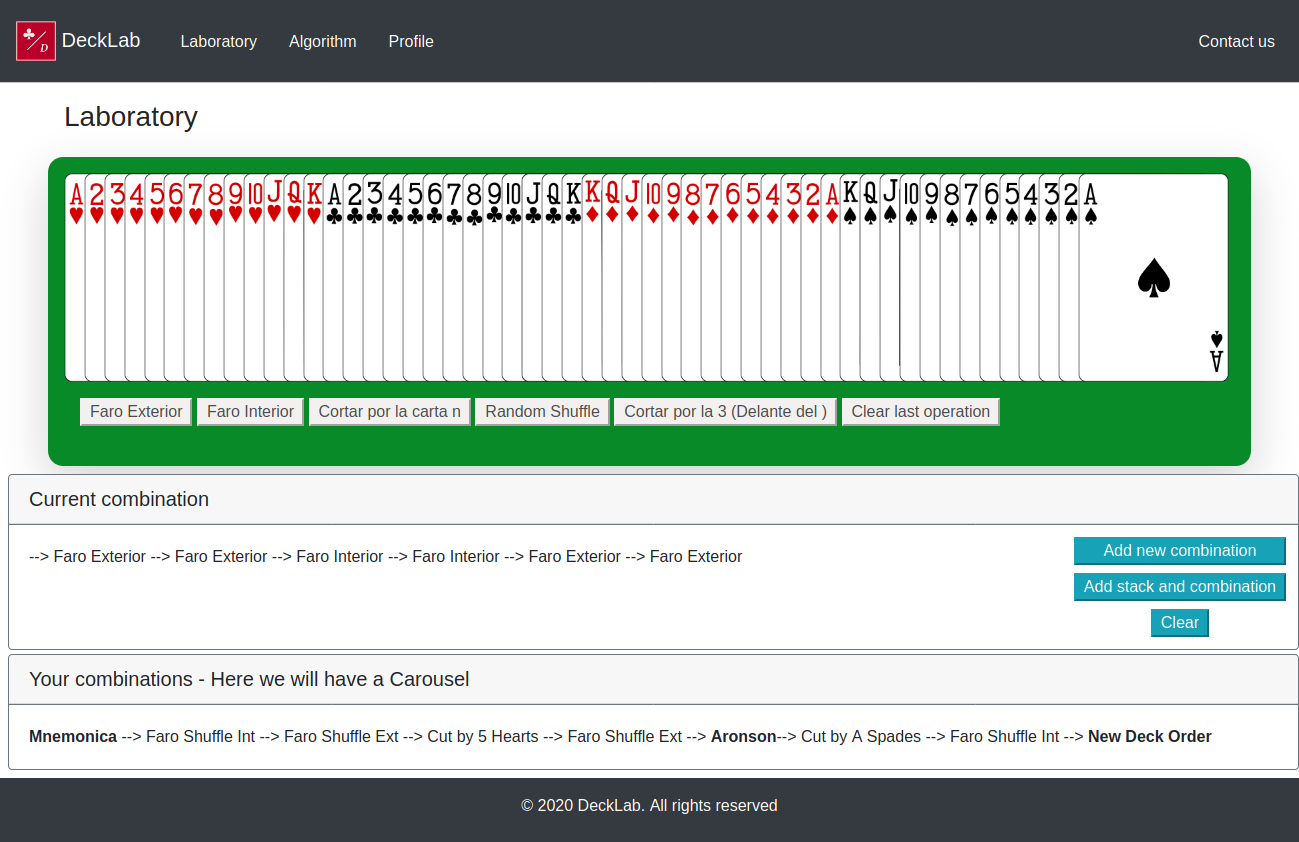 DeckLab Laboratory Algorithm Profile Contact us
D
Laboratory
A 2 3 4 5 6 7 8 9 10 J Q K A 2 3 4 5 6 7 8 9 10 J Q K K Q J 10 9 8 7 6 5 4 3 2 A K Q J 10 9 8 7 6 5 4 3 2 A
A
Faro Exterior Faro Interior Cortar por la carta n Random Shuffle Cortar por la 3 (Delante del ) Clear last operation
Current combination
--> Faro Exterior --> Faro Exterior --> Faro Interior --> Faro Interior --> Faro Exterior --> Faro Exterior
Add new combination
Add stack and combination
Clear
Your combinations - Here we will have a Carousel
Mnemonica --> Faro Shuffle Int --> Faro Shuffle Ext --> Cut by 5 Hearts --> Faro Shuffle Ext --> Aronson--> Cut by A Spades --> Faro Shuffle Int --> New Deck Order
© 2020 DeckLab. All rights reserved